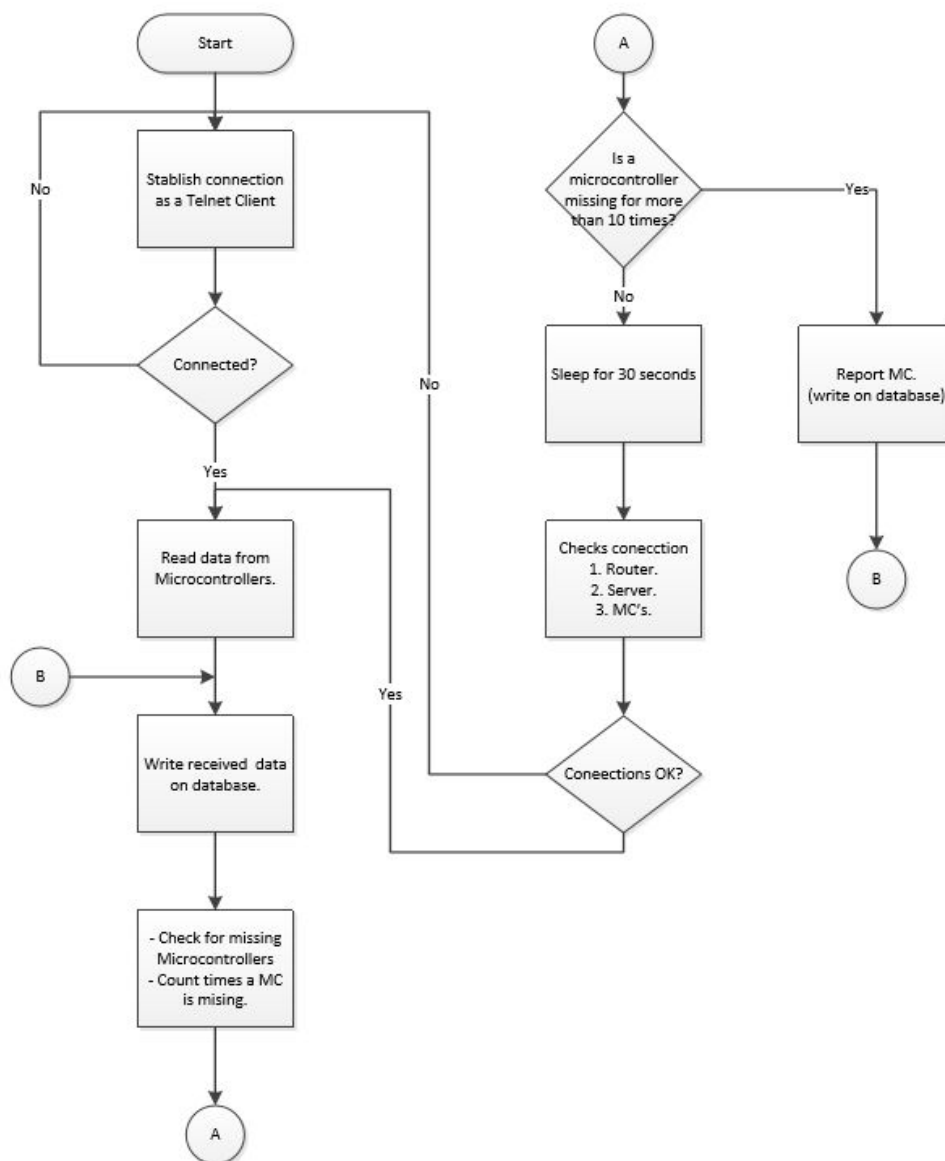 Start
No
Stablish connection
as a Telnet Client
Connected?
Yes
Read data from
Microcontrollers.
B
Write received data
on database.
- Check for missing
Microcontrollers
- Count times a MC
is mising.
A
No
Yes
A
Is a
microcontroller
missing for more
than 10 times?
Yes
No
Sleep for 30 seconds
Report MC.
(write on database)
Checks conecction
1. Router.
2. Server.
3. MC's.
B
Coneections OK?